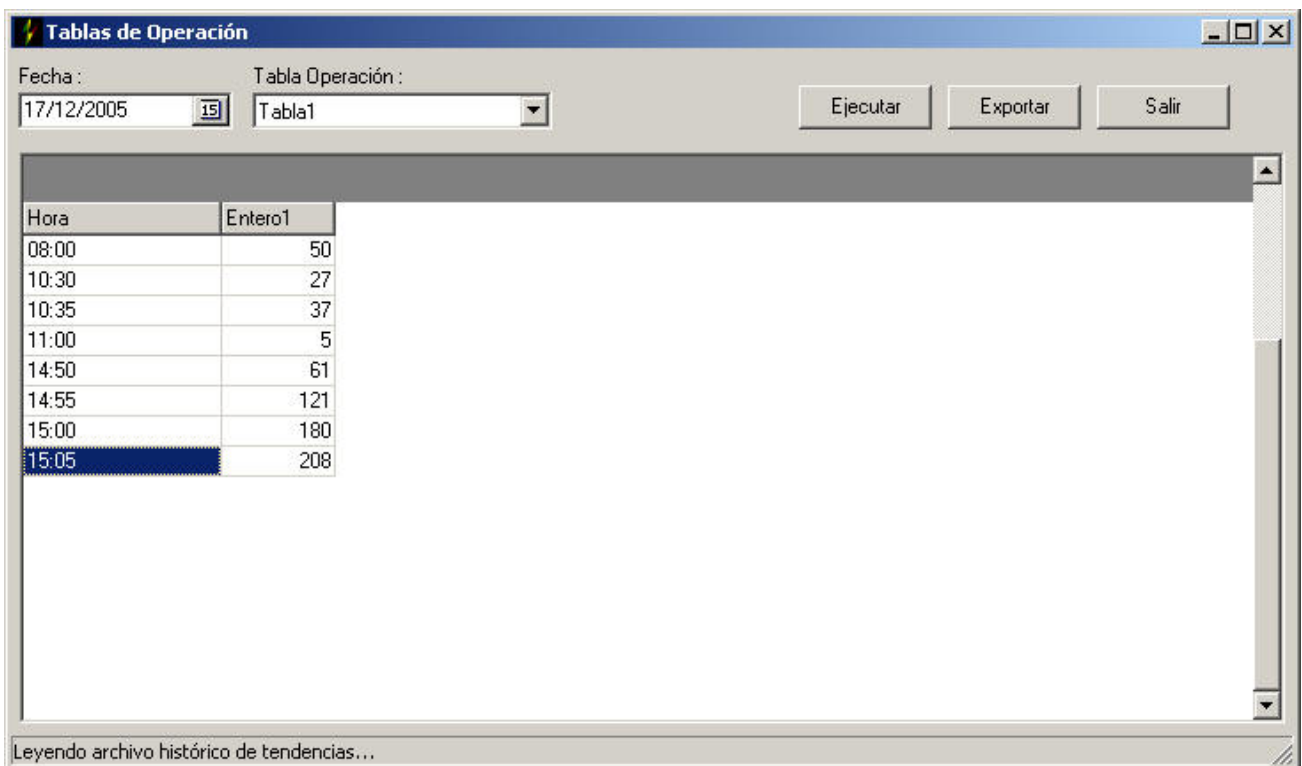 Tablas de Operación
Fecha : Tabla Operación :
17/12/2005 15 Tabla1 Ejecutar Exportar Salir
Hora Entero1
08:00 50
10:30 27
10:35 37
11:00 5
14:50 61
14:55 121
15:00 180
15:05 208
Leyendo archivo histórico de tendencias...